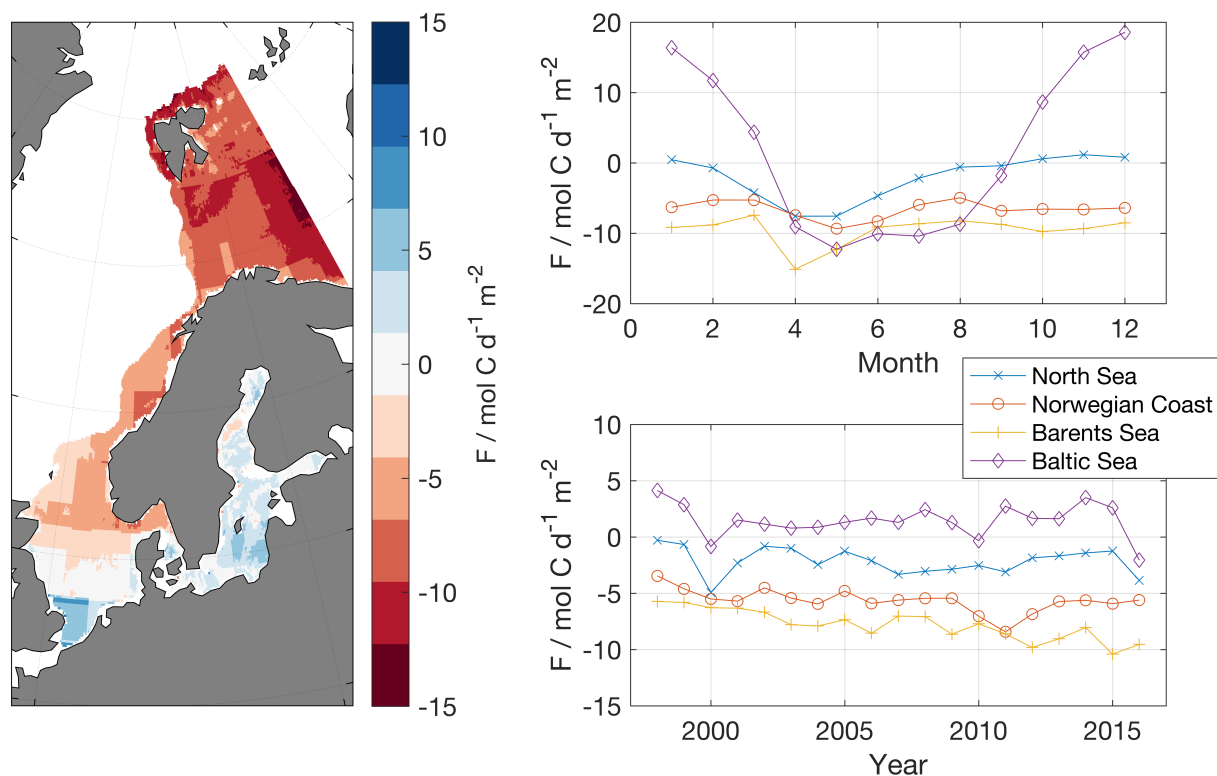 15
10
5
0
-5
-10
-15
F / mol C d⁻¹ m⁻²
20
10
0
-10
-20
F / mol C d⁻¹ m⁻²
0 2 4 6 8 10 12
Month
North Sea
Norwegian Coast
Barents Sea
Baltic Sea
10
5
0
-5
-10
-15
F / mol C d⁻¹ m⁻²
2000 2005 2010 2015
Year